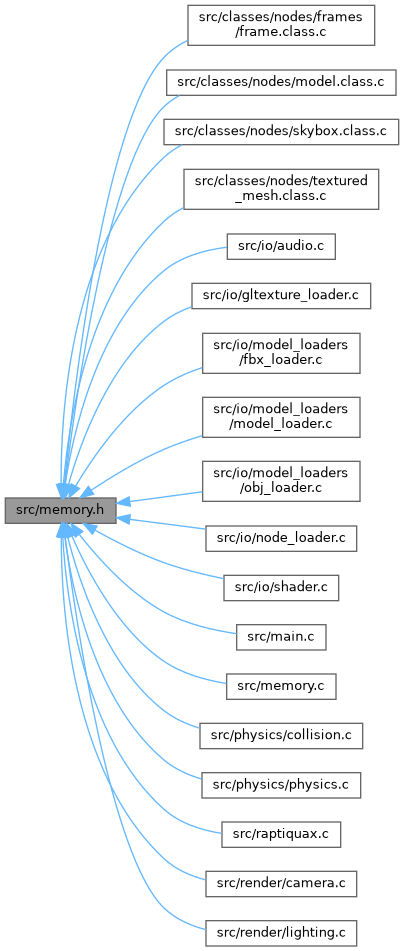 src/classes/nodes/frames
/frame.class.c
src/classes/nodes/model.class.c
src/classes/nodes/skybox.class.c
src/classes/nodes/textured
_mesh.class.c
src/io/audio.c
src/io/gltexture_loader.c
src/io/model_loaders
/fbx_loader.c
src/io/model_loaders
/model_loader.c
src/io/model_loaders
/obj_loader.c
src/memory.h
src/io/node_loader.c
src/io/shader.c
src/main.c
src/memory.c
src/physics/collision.c
src/physics/physics.c
src/raptiquax.c
src/render/camera.c
src/render/lighting.c